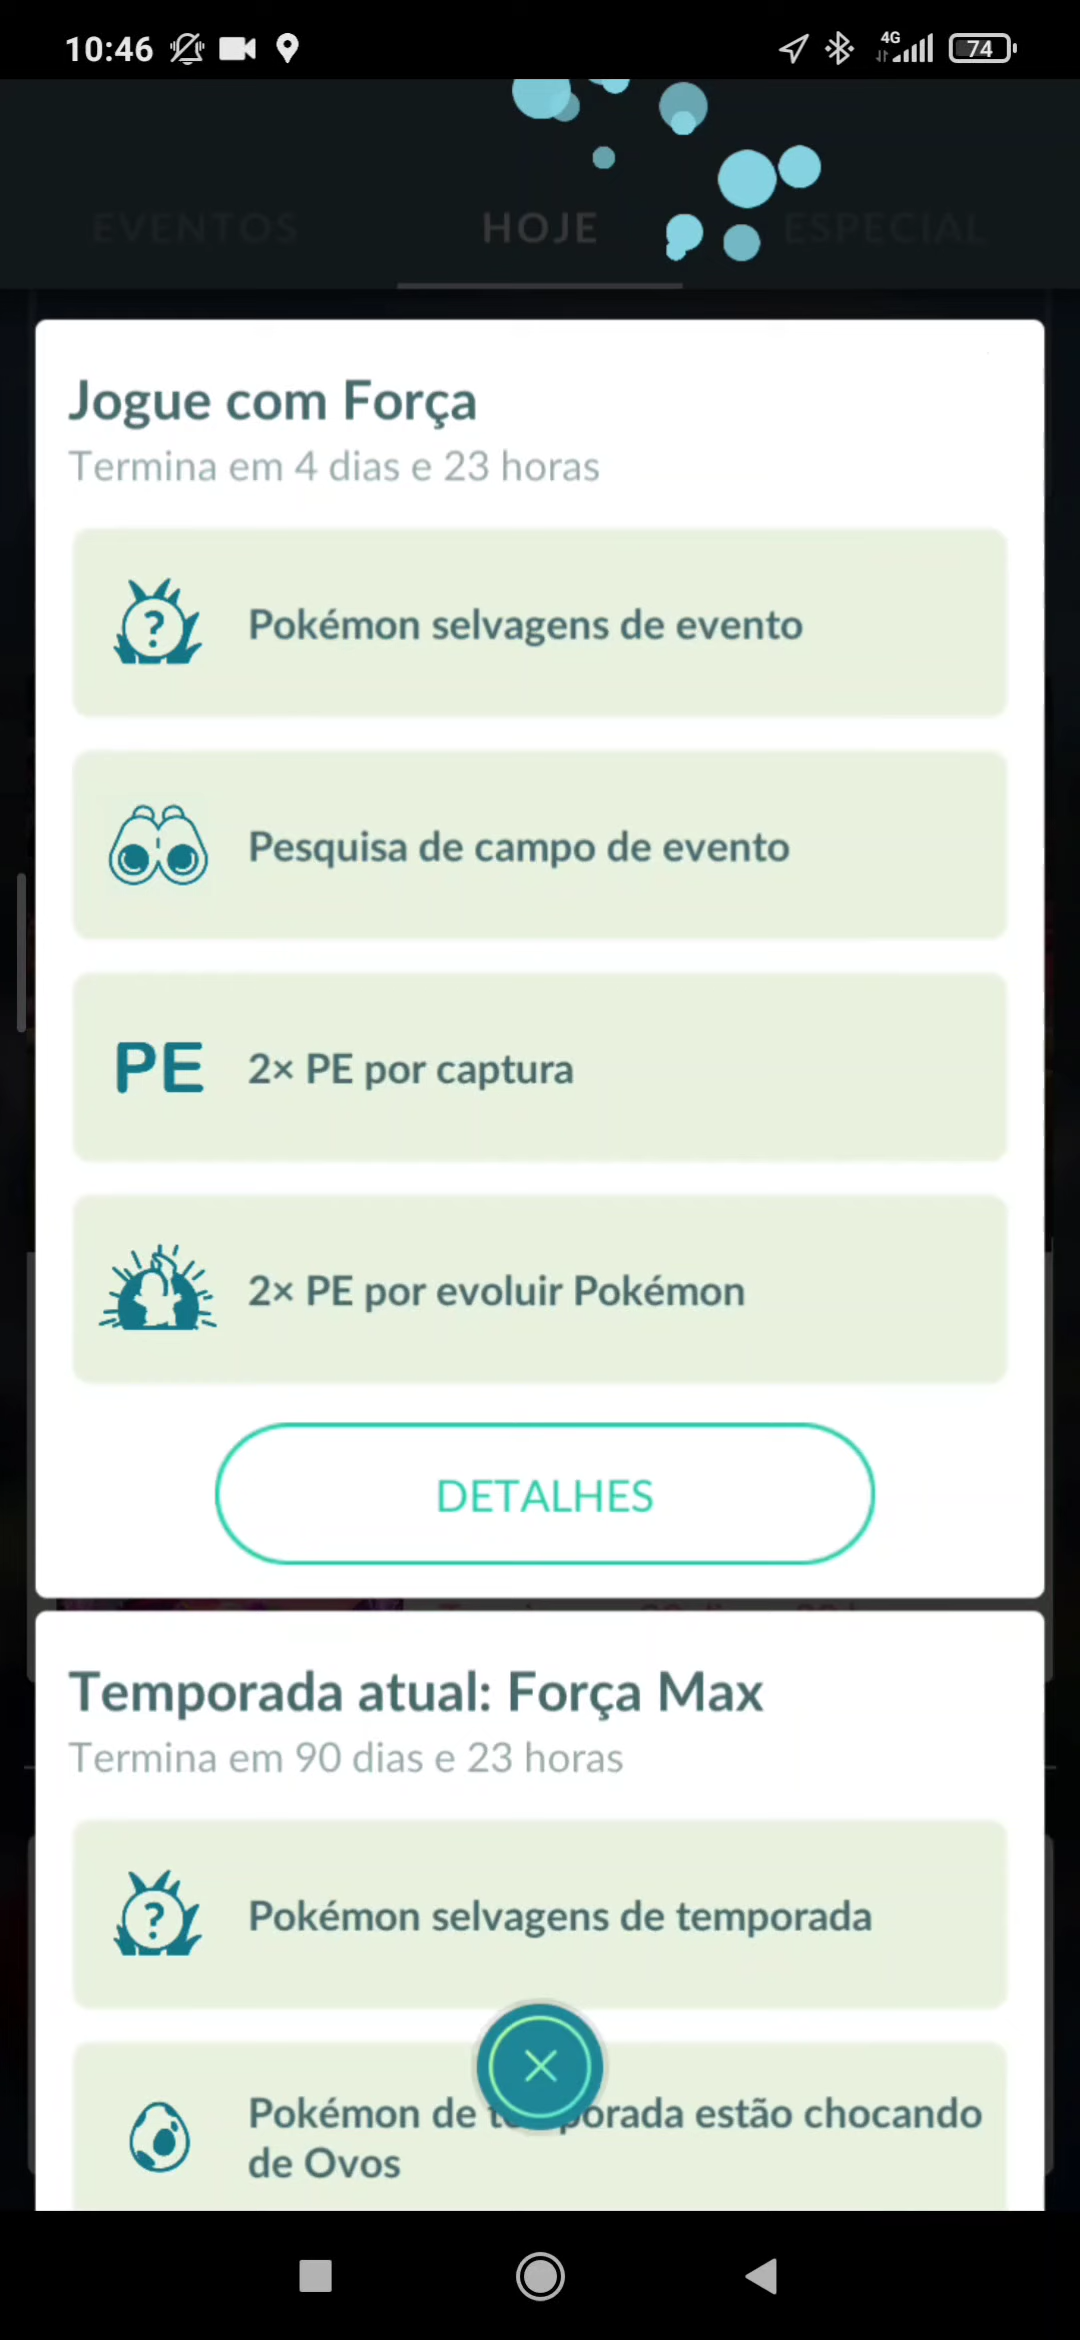 10:46
4G
74
EVENTOS
HOJE
ESPECIAL
Jogue com Força
Termina em 4 dias e 23 horas
?
Pokémon selvagens de evento
Pesquisa de campo de evento
PE
2× PE por captura
2× PE por evoluir Pokémon
DETALHES
Temporada atual: Força Max
Termina em 90 dias e 23 horas
?
Pokémon selvagens de temporada
Pokémon de temporada estão chocando
de Ovos